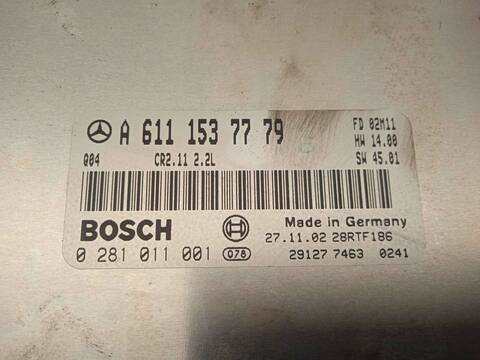 A 611 153 77 79
FD 02M11
HW 14.00
Q04 CR2.11 2.2L SW 45.01
BOSCH Made in Germany
27.11.02 28RTF186
0 281 011 001 078 29127 7463 0241